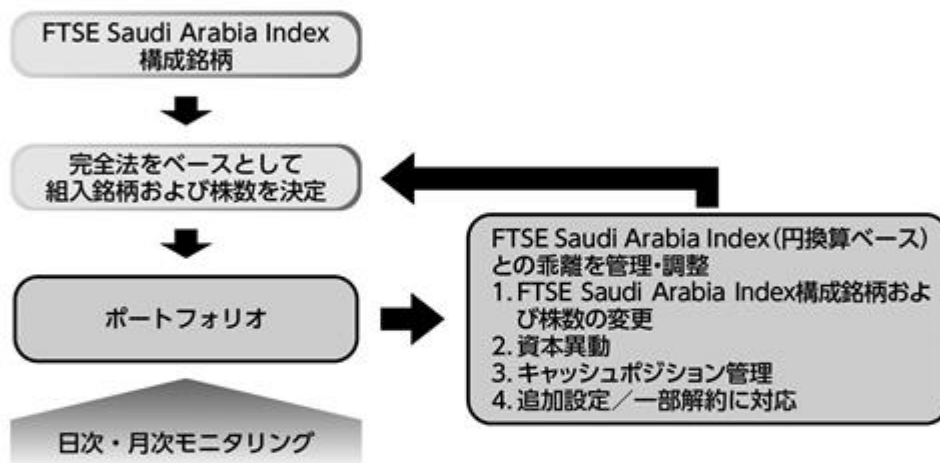 FTSE Saudi Arabia Index
構成銘柄
完全法をベースとして
組入銘柄および株数を決定
ポートフォリオ
日次・月次モニタリング
FTSE Saudi Arabia Index(円換算ベース)
との乖離を管理・調整
1. FTSE Saudi Arabia Index構成銘柄およ
び株数の変更
2. 資本異動
3. キャッシュポジション管理
4. 追加設定／一部解約に対応